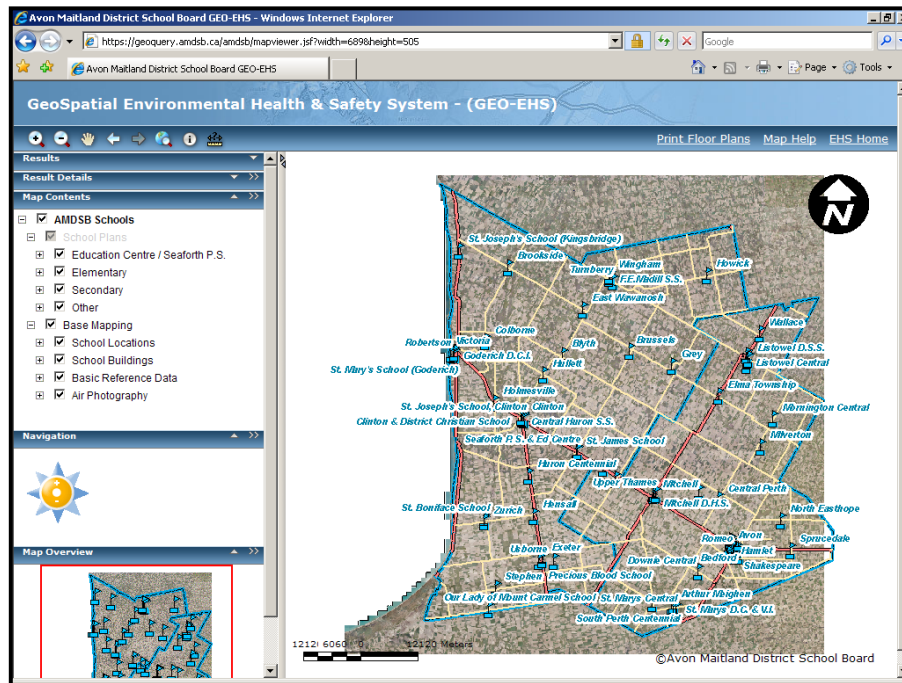 Avon Maitland District School Board GEO-EHS - Windows Internet Explorer
https://geoquery.amdsb.ca/amdsb/mapviewer.jsf?width=689&height=505
Google
Avon Maitland District School Board GEO-EHS
Page
Tools
GeoSpatial Environmental Health & Safety System - (GEO-EHS)
Print Floor Plans Map Help EHS Home
Results
Result Details
Map Contents
AMDSB Schools
School Plans
Education Centre / Seaforth P.S.
Elementary
Secondary
Other
Base Mapping
School Locations
School Buildings
Basic Reference Data
Air Photography
Navigation
Map Overview
N
St. Joseph's School (Kingsbridge)
Brookside
Wingham
Turnberry
Howick
F.E. Madill S.S.
East Wawanosh
Wallace
Colborne
Robertson
Victoria
Blyth
Brussels
Listowel D.S.S.
Goderich D.C.I.
Hullett
Grey
Listowel Central
St. Mary's School (Goderich)
Elma Township
Holmesville
St. Joseph's School, Clinton
Clinton
Mornington Central
Clinton & District Christian School
Central Huron S.S.
Seaforth P.S. & Ed Centre
St. James School
Milverton
Huron Centennial
Upper Thames
Mitchell
Central Perth
St. Boniface School
Zurich
Hensall
Mitchell D.H.S.
North Easthope
Romeo
Avon
Sprucedale
Usborne
Exeter
Downie Central
Bedford
Hamlet
Shakespeare
Stephen
Precious Blood School
Our Lady of Mount Carmel School
St. Marys Central
Arthur Meighen
South Perth Centennial
St. Marys D.C. & V.I.
6060 0 12120 Meters
©Avon Maitland District School Board